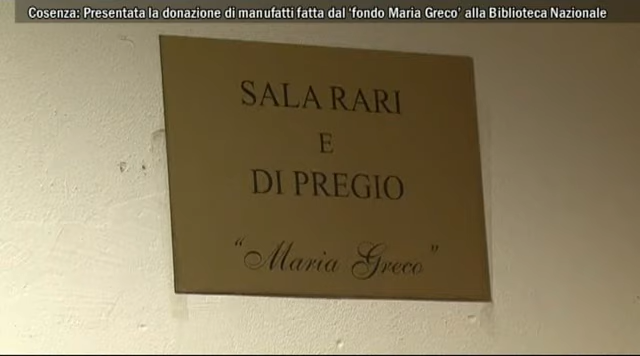 Cosenza: Presentata la donazione di manufatti fatta dal 'fondo Maria Greco' alla Biblioteca Nazionale
SALA RARI
E
DI PREGIO
"Maria Greco"